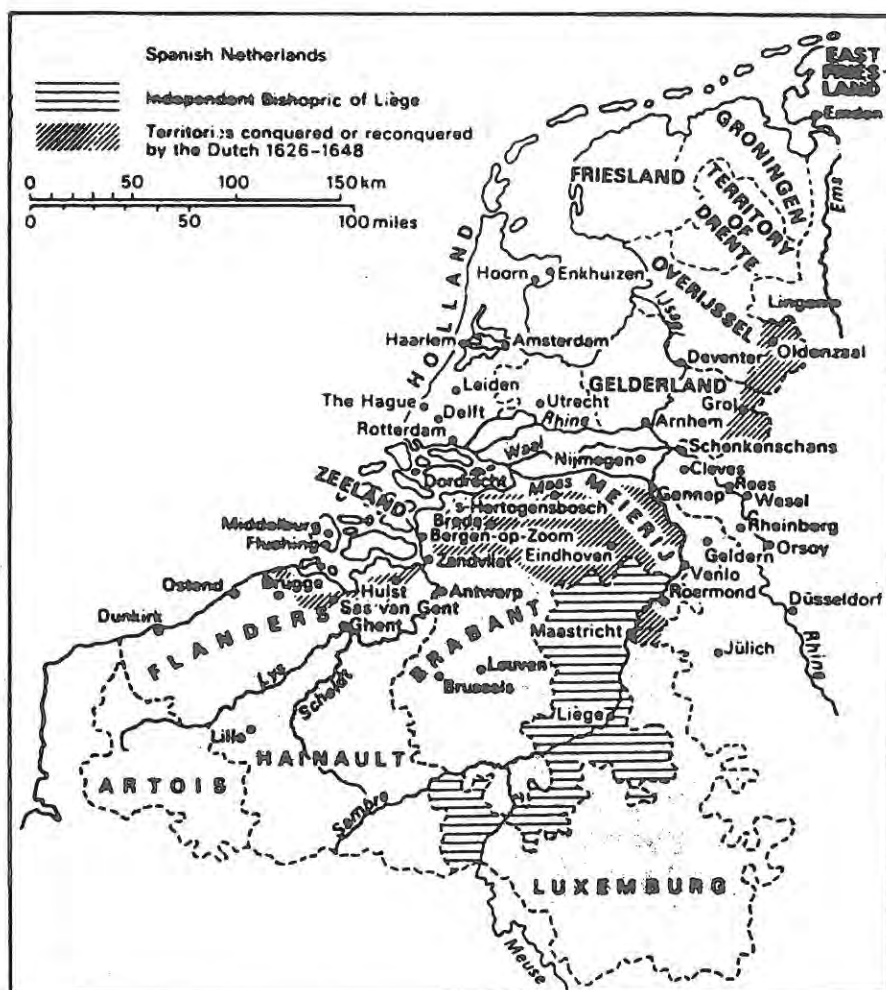 Spanish Netherlands
Independent Bishopric of Liège
Territories conquered or reconquered
by the Dutch 1626–1648
0 50 100 150 km
0 50 100 miles
EAST
FRIES
LAND
Emden
GRONINGEN
FRIESLAND
TERRITORY
OF
DRENTE
Ems
HOLLAND
Hoorn
Enkhuizen
OVERIJSSEL
IJssel
Lingen
Haarlem
Amsterdam
Deventer
Oldenzaal
Leiden
GELDERLAND
The Hague
Delft
Utrecht
Rhine
Grol
Arnhem
Rotterdam
Waal
Schenkenschans
Nijmegen
Cleves
ZEELAND
Dordrecht
Maas
MEIERIJ
Gennep
Rees
Wesel
's-Hertogensbosch
Breda
Middelburg
Bergen-op-Zoom
Rheinberg
Flushing
Eindhoven
Geldern
Orsoy
Zandvliet
Venlo
Ostend
Brugge
Hulst
Antwerp
Roermond
Düsseldorf
Dunkirk
Sas van Gent
Ghent
FLANDERS
BRABANT
Maastricht
Jülich
Rhine
Lys
Scheldt
Louven
Brussels
Lille
Liège
HAINAULT
ARTOIS
Sambre
LUXEMBURG
Meuse